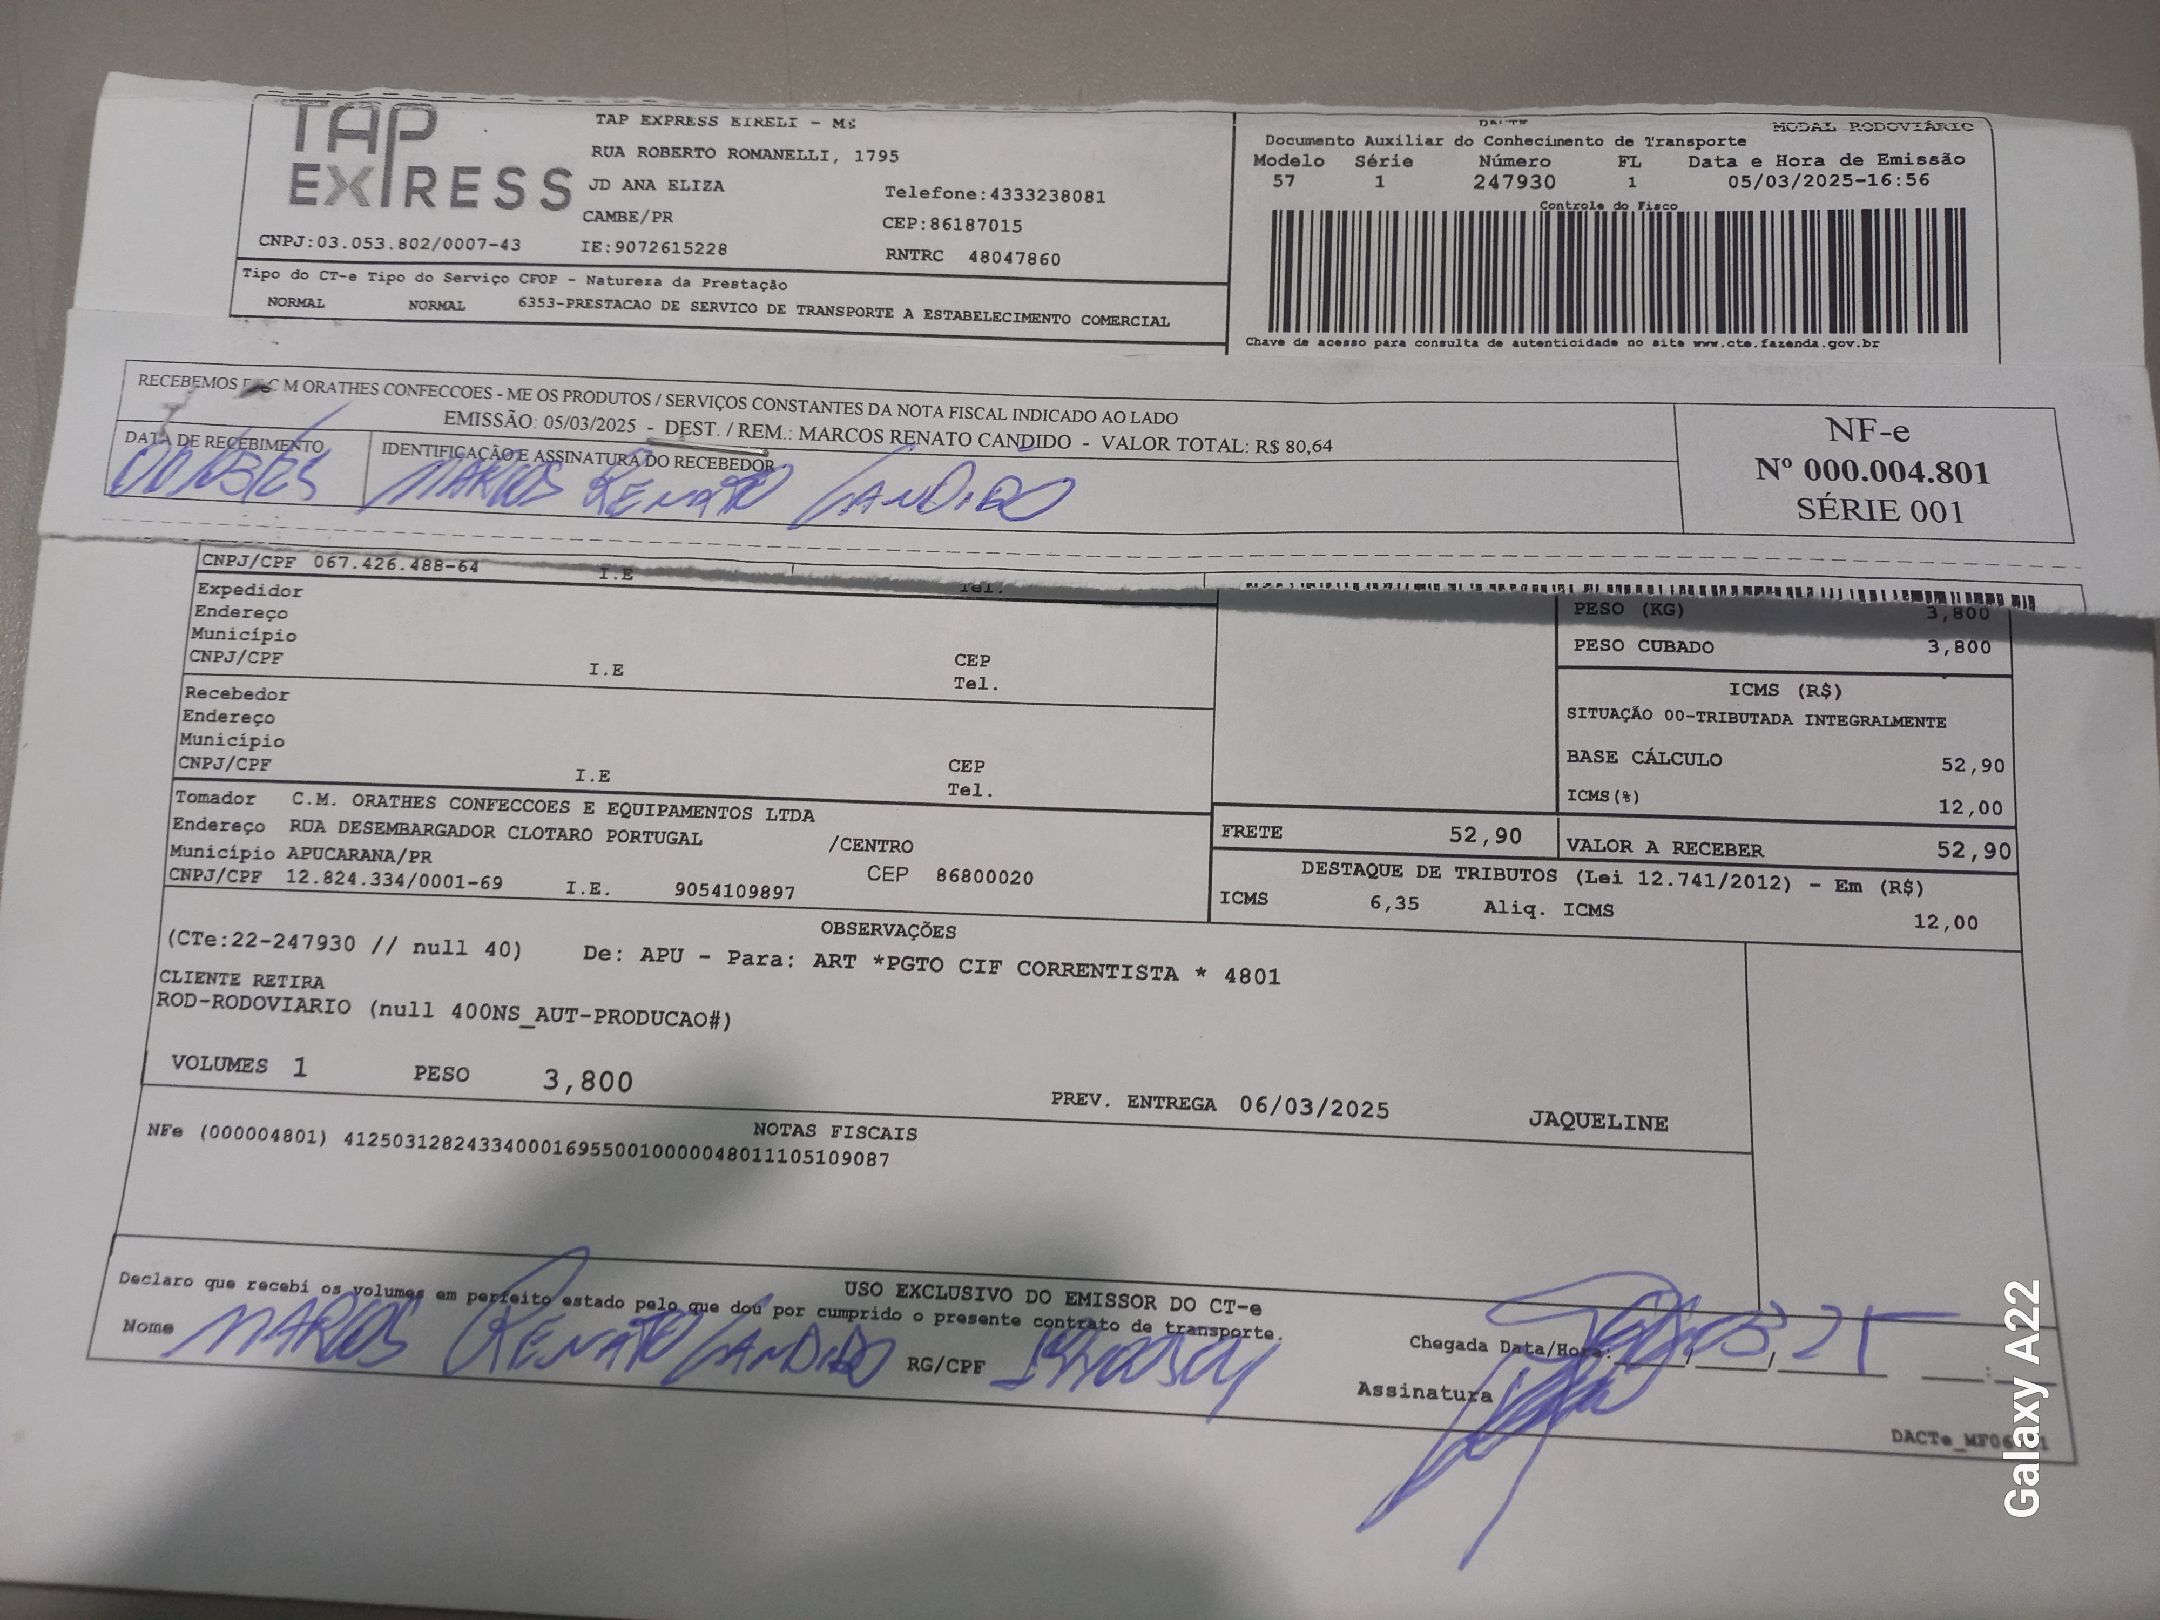 TAP EXPRESS
TAP EXPRESS EIRELI - ME
RUA ROBERTO ROMANELLI, 1795
JD ANA ELIZA
Telefone:4333238081
CAMBE/PR
CEP:86187015
CNPJ:03.053.802/0007-43 IE:9072615228 RNTRC 48047860
Tipo do CT-e Tipo do Serviço CFOP - Natureza da Prestação
NORMAL NORMAL 6353-PRESTACAO DE SERVICO DE TRANSPORTE A ESTABELECIMENTO COMERCIAL
DACTE MODAL RODOVIÁRIO
Documento Auxiliar do Conhecimento de Transporte
Modelo Série Número FL Data e Hora de Emissão
57 1 247930 1 05/03/2025-16:56
Controle do Fisco
Chave de acesso para consulta de autenticidade no site www.cte.fazenda.gov.br
RECEBEMOS C M ORATHES CONFECCOES - ME OS PRODUTOS / SERVIÇOS CONSTANTES DA NOTA FISCAL INDICADO AO LADO
EMISSÃO: 05/03/2025 - DEST. / REM.: MARCOS RENATO CANDIDO - VALOR TOTAL: R$ 80,64
DATA DE RECEBIMENTO
IDENTIFICAÇÃO E ASSINATURA DO RECEBEDOR
MARCOS RENATO CANDIDO
NF-e
Nº 000.004.801
SÉRIE 001
CNPJ/CPF 067.426.488-64 I.E Tel.
Expedidor
Endereço
Município
CNPJ/CPF I.E
CEP
Tel.
Recebedor
Endereço
Município
CNPJ/CPF I.E
CEP
Tel.
Tomador C.M. ORATHES CONFECCOES E EQUIPAMENTOS LTDA
Endereço RUA DESEMBARGADOR CLOTARO PORTUGAL /CENTRO
Município APUCARANA/PR CEP 86800020
CNPJ/CPF 12.824.334/0001-69 I.E. 9054109897
PESO (KG) 3,800
PESO CUBADO 3,800
ICMS (R$)
SITUAÇÃO 00-TRIBUTADA INTEGRALMENTE
BASE CÁLCULO 52,90
ICMS(%) 12,00
FRETE 52,90 VALOR A RECEBER 52,90
DESTAQUE DE TRIBUTOS (Lei 12.741/2012) - Em (R$)
ICMS 6,35 Aliq. ICMS 12,00
OBSERVAÇÕES
(CTe:22-247930 // null 40) De: APU - Para: ART *PGTO CIF CORRENTISTA * 4801
CLIENTE RETIRA
ROD-RODOVIARIO (null 400NS_AUT-PRODUCAO#)
VOLUMES 1 PESO 3,800 PREV. ENTREGA 06/03/2025 JAQUELINE
NOTAS FISCAIS
NFe (000004801) 41250312824334000169550010000048011105109087
USO EXCLUSIVO DO EMISSOR DO CT-e
Declaro que recebi os volumes em perfeito estado pelo que dou por cumprido o presente contrato de transporte.
Nome MARCOS RENATO CANDIDO RG/CPF
Chegada Data/Hora:
Assinatura
Galaxy A22